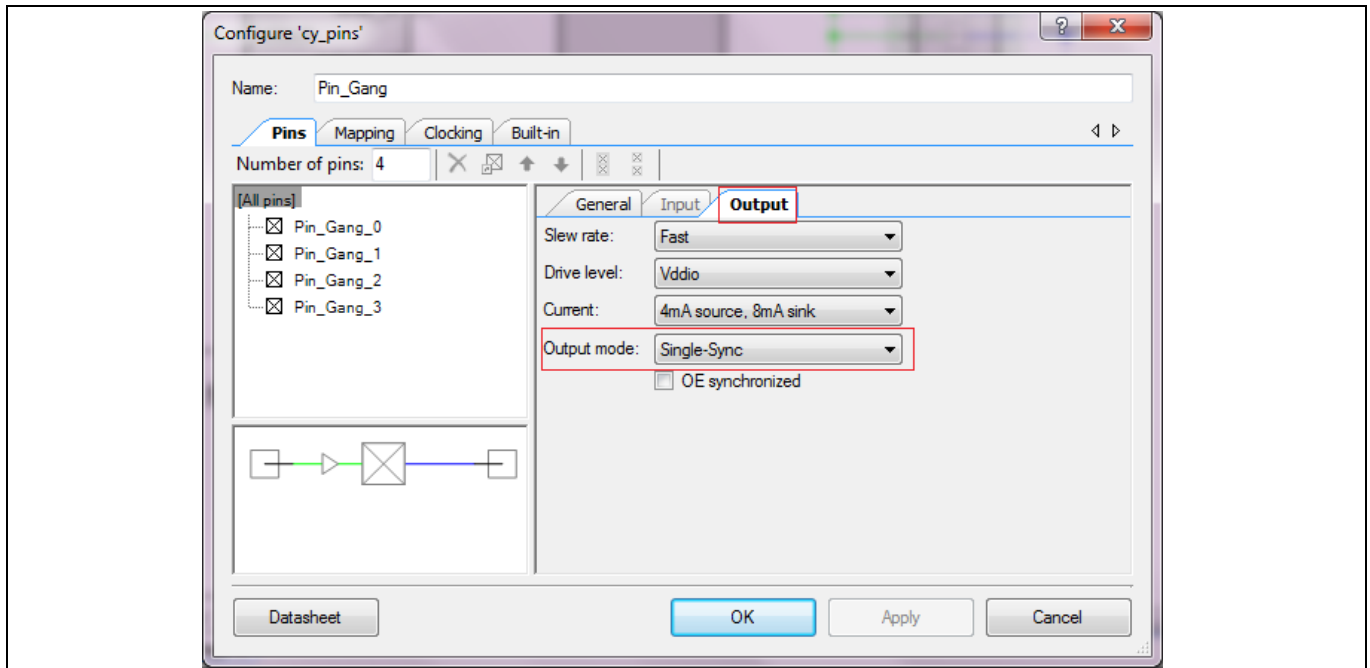 Configure 'cy_pins'
Name: Pin_Gang
Pins Mapping Clocking Built-in
Number of pins: 4
[All pins]
Pin_Gang_0
Pin_Gang_1
Pin_Gang_2
Pin_Gang_3
General Input Output
Slew rate: Fast
Drive level: Vddio
Current: 4mA source, 8mA sink
Output mode: Single-Sync
OE synchronized
Datasheet OK Apply Cancel